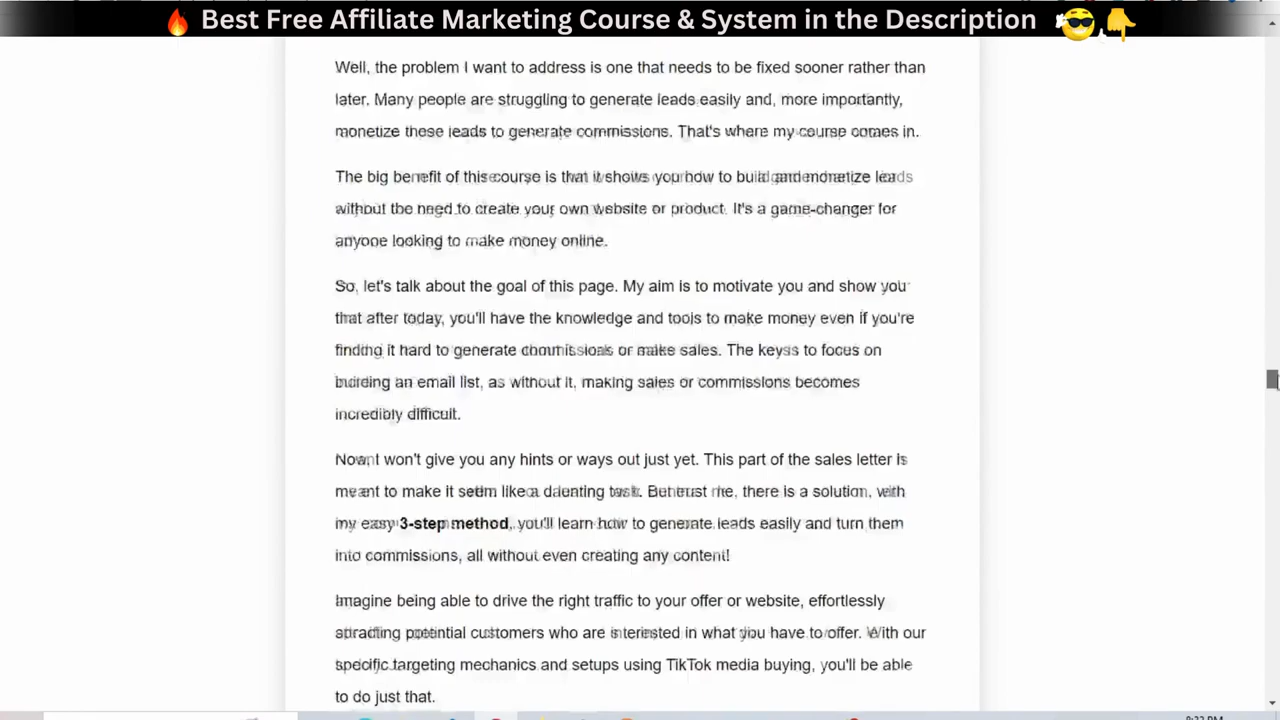 🔥 Best Free Affiliate Marketing Course & System in the Description 😎👇
Well, the problem I want to address is one that needs to be fixed sooner rather than
later. Many people are struggling to generate leads easily and, more importantly,
monetize those leads to generate commissions. That's where my course comes in.
The big benefit of this course is that it shows you how to build and monetize leads
without the need to create your own website or product. It's a game-changer for
anyone looking to make money online.
So, let's talk about the goal of this page. My aim is to motivate you and show you
that after today, you'll have the knowledge and tools to make money even if you're
finding it hard to generate commissions or make sales. The key is to focus on
building an email list, as without it, making sales or commissions becomes
incredibly difficult.
Now, I won't give you any hints or ways out just yet. This part of the sales letter is
meant to make it seem like a daunting task. But trust me, there is a solution, with
my easy 3-step method, you'll learn how to generate leads easily and turn them
into commissions, all without even creating any content!
Imagine being able to drive the right traffic to your offer or website, effortlessly
attracting potential customers who are interested in what you have to offer. With our
specific targeting mechanics and setups using TikTok media buying, you'll be able
to do just that.